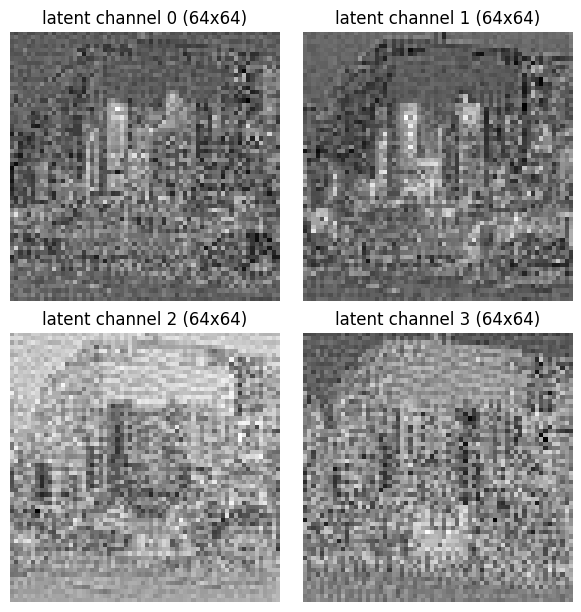 latent channel 0 (64x64)
latent channel 1 (64x64)
latent channel 2 (64x64)
latent channel 3 (64x64)